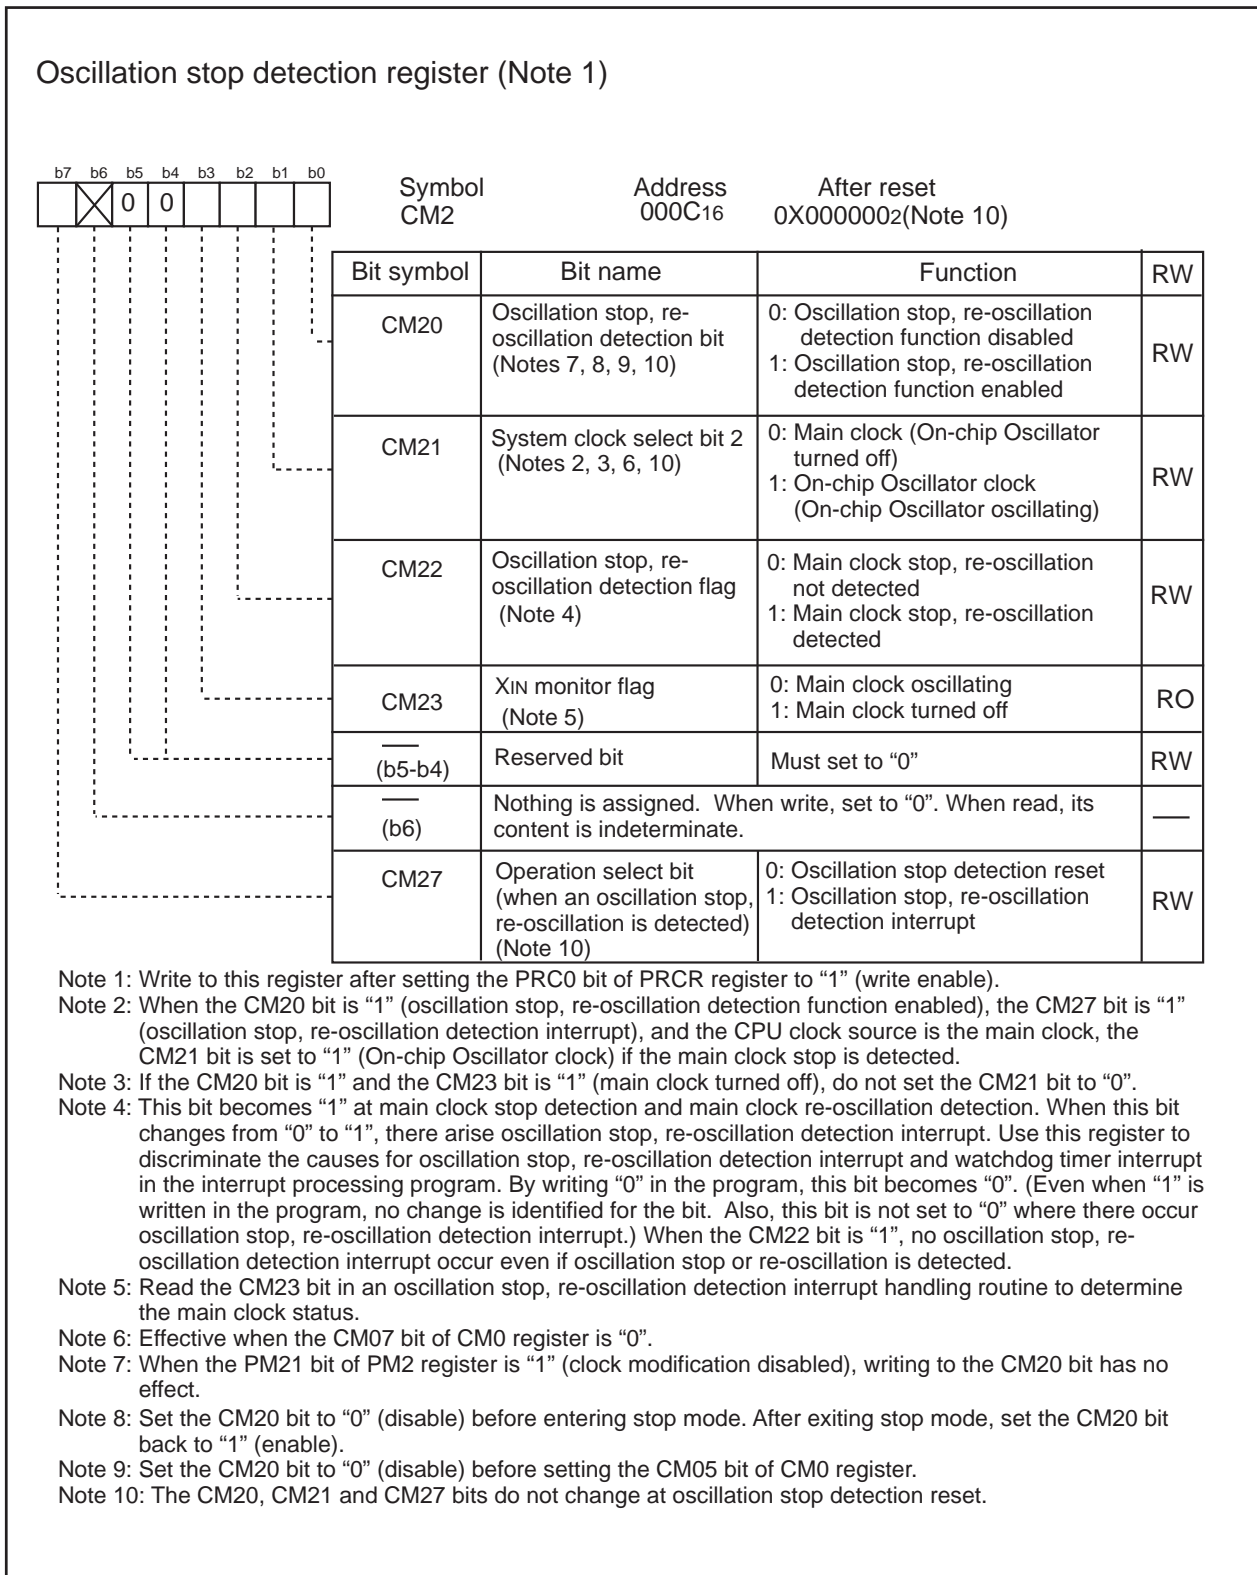 Oscillation stop detection register (Note 1)
b7 b6 b5 b4 b3 b2 b1 b0
0 0
Symbol Address After reset
CM2 000C16 0X0000002(Note 10)
Bit symbol Bit name Function RW
CM20 Oscillation stop, re- 0: Oscillation stop, re-oscillation
oscillation detection bit detection function disabled
(Notes 7, 8, 9, 10) 1: Oscillation stop, re-oscillation RW
detection function enabled
CM21 System clock select bit 2 0: Main clock (On-chip Oscillator
(Notes 2, 3, 6, 10) turned off)
1: On-chip Oscillator clock RW
(On-chip Oscillator oscillating)
CM22 Oscillation stop, re- 0: Main clock stop, re-oscillation
oscillation detection flag not detected
(Note 4) 1: Main clock stop, re-oscillation RW
detected
CM23 XIN monitor flag 0: Main clock oscillating RO
(Note 5) 1: Main clock turned off
(b5-b4) Reserved bit Must set to “0” RW
Nothing is assigned. When write, set to “0”. When read, its
(b6) content is indeterminate.
CM27 Operation select bit 0: Oscillation stop detection reset
(when an oscillation stop, 1: Oscillation stop, re-oscillation RW
re-oscillation is detected) detection interrupt
(Note 10)
Note 1: Write to this register after setting the PRC0 bit of PRCR register to “1” (write enable).
Note 2: When the CM20 bit is “1” (oscillation stop, re-oscillation detection function enabled), the CM27 bit is “1”
(oscillation stop, re-oscillation detection interrupt), and the CPU clock source is the main clock, the
CM21 bit is set to “1” (On-chip Oscillator clock) if the main clock stop is detected.
Note 3: If the CM20 bit is “1” and the CM23 bit is “1” (main clock turned off), do not set the CM21 bit to “0”.
Note 4: This bit becomes “1” at main clock stop detection and main clock re-oscillation detection. When this bit
changes from “0” to “1”, there arise oscillation stop, re-oscillation detection interrupt. Use this register to
discriminate the causes for oscillation stop, re-oscillation detection interrupt and watchdog timer interrupt
in the interrupt processing program. By writing “0” in the program, this bit becomes “0”. (Even when “1” is
written in the program, no change is identified for the bit. Also, this bit is not set to “0” where there occur
oscillation stop, re-oscillation detection interrupt.) When the CM22 bit is “1”, no oscillation stop, re-
oscillation detection interrupt occur even if oscillation stop or re-oscillation is detected.
Note 5: Read the CM23 bit in an oscillation stop, re-oscillation detection interrupt handling routine to determine
the main clock status.
Note 6: Effective when the CM07 bit of CM0 register is “0”.
Note 7: When the PM21 bit of PM2 register is “1” (clock modification disabled), writing to the CM20 bit has no
effect.
Note 8: Set the CM20 bit to “0” (disable) before entering stop mode. After exiting stop mode, set the CM20 bit
back to “1” (enable).
Note 9: Set the CM20 bit to “0” (disable) before setting the CM05 bit of CM0 register.
Note 10: The CM20, CM21 and CM27 bits do not change at oscillation stop detection reset.